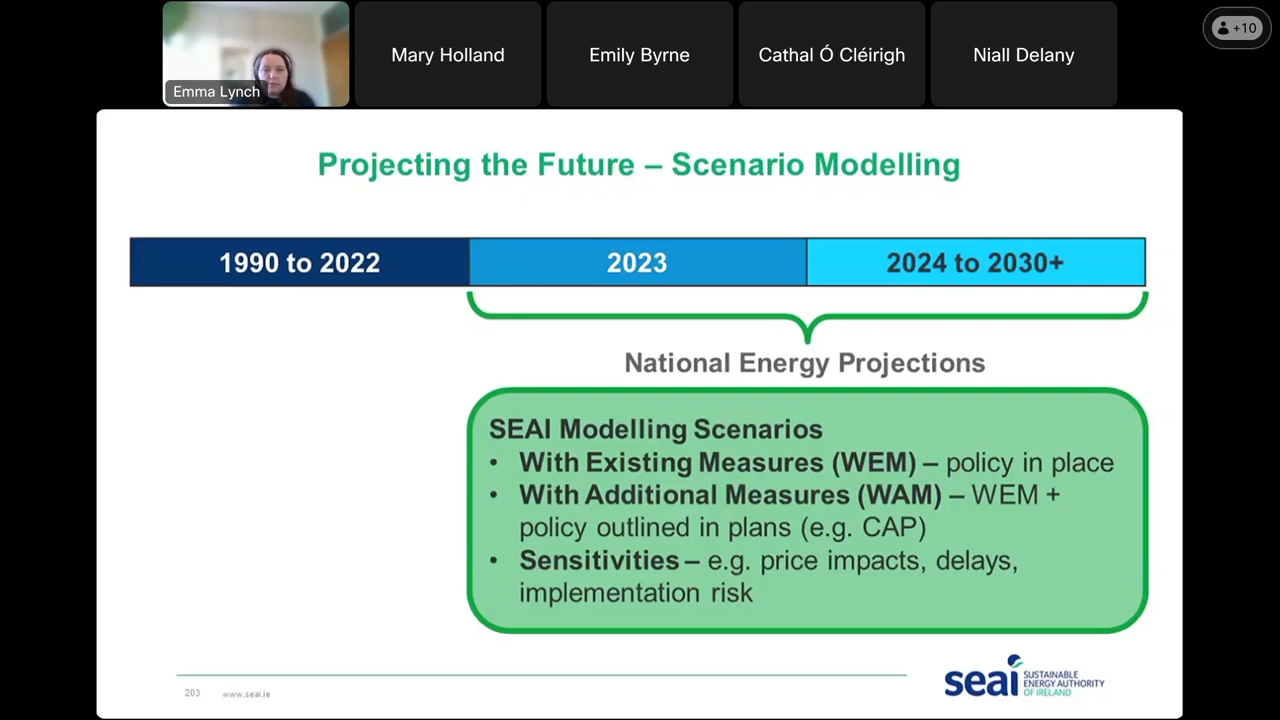 Emma Lynch
Mary Holland
Emily Byrne
Cathal Ó Cléirigh
Niall Delany
+10
Projecting the Future – Scenario Modelling
1990 to 2022
2023
2024 to 2030+
National Energy Projections
SEAI Modelling Scenarios
• With Existing Measures (WEM) – policy in place
• With Additional Measures (WAM) – WEM +
policy outlined in plans (e.g. CAP)
• Sensitivities – e.g. price impacts, delays,
implementation risk
203
www.seai.ie
seai
SUSTAINABLE
ENERGY AUTHORITY
OF IRELAND